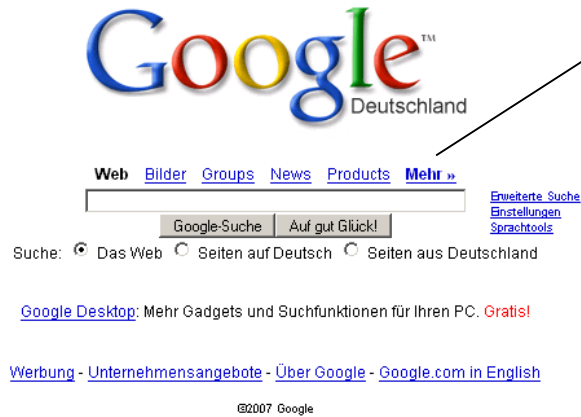 Google™
Deutschland
Web Bilder Groups News Products Mehr »
Erweiterte Suche
Einstellungen
Sprachtools
Google-Suche Auf gut Glück!
Suche: Das Web Seiten auf Deutsch Seiten aus Deutschland
Google Desktop: Mehr Gadgets und Suchfunktionen für Ihren PC. Gratis!
Werbung - Unternehmensangebote - Über Google - Google.com in English
©2007 Google